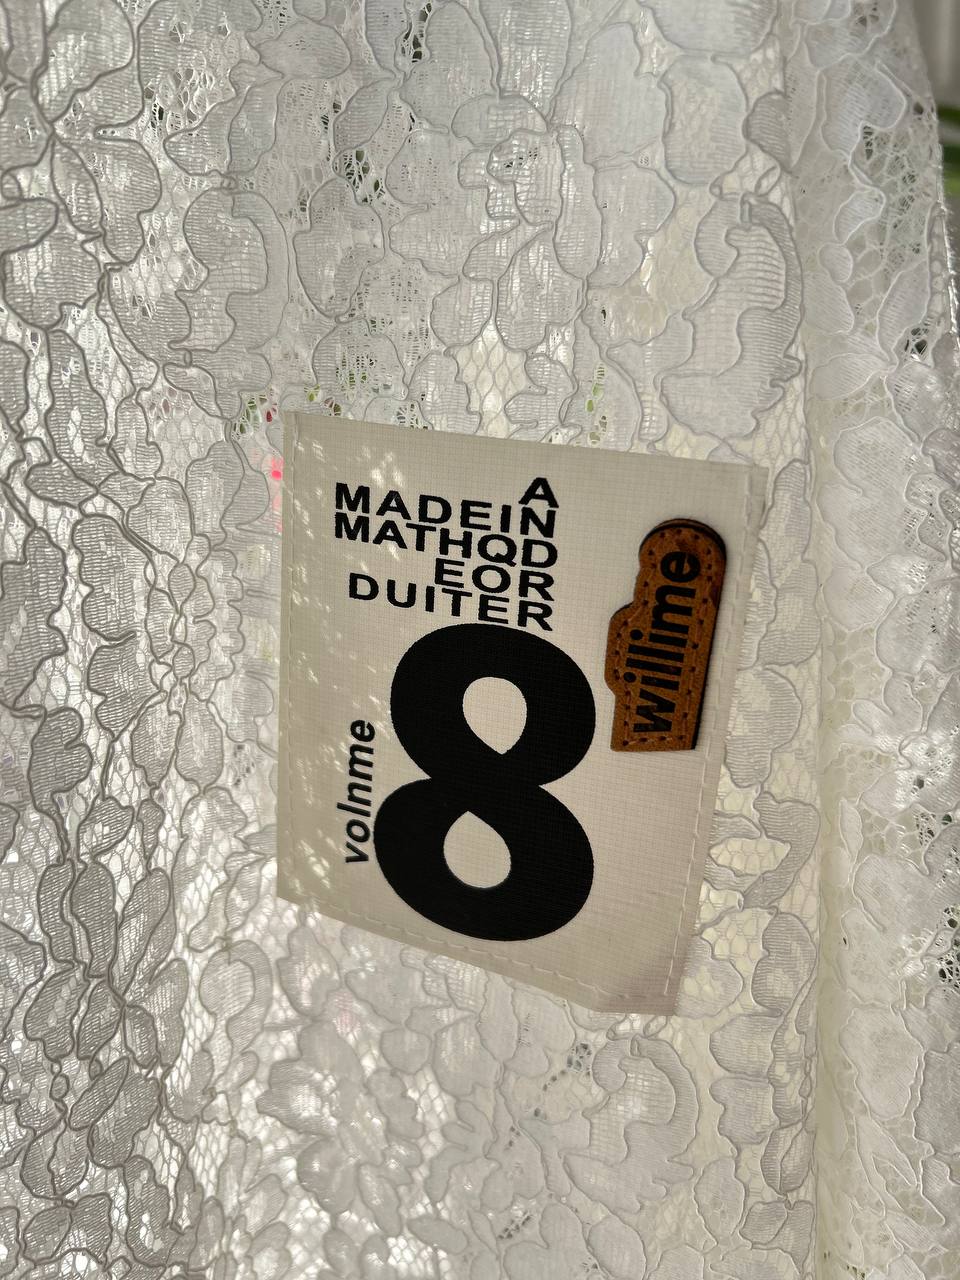 A
MADEIN
MATHQD
EOR
DUITER
8
volnme
willime